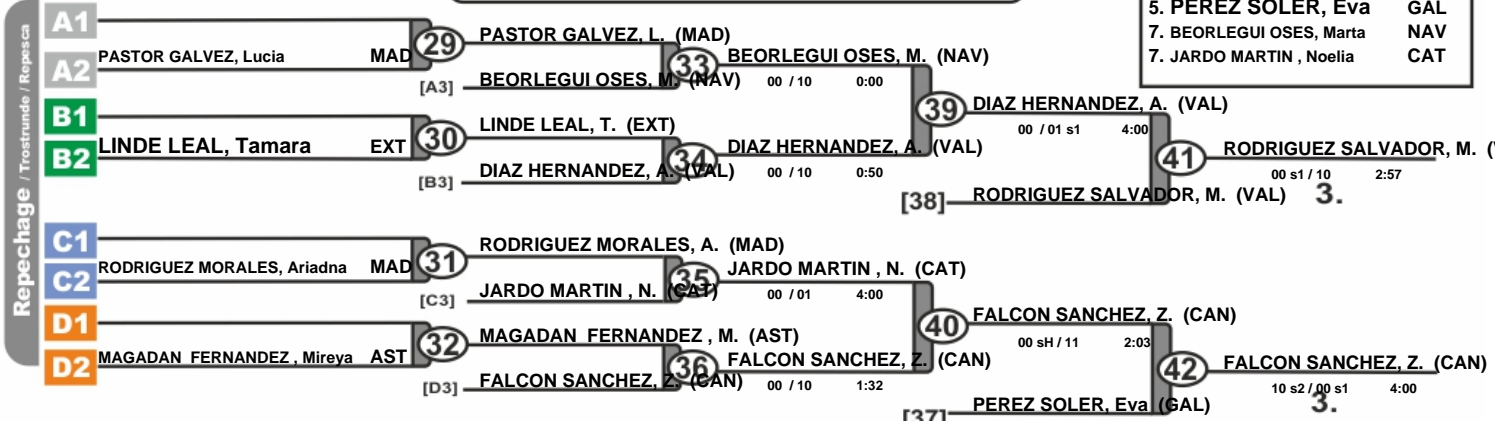 5. PEREZ SOLER, Eva GAL
7. BEORLEGUI OSES, Marta NAV
7. JARDO MARTIN , Noelia CAT
Repechage / Trostrunde / Repesca
A1
PASTOR GALVEZ, Lucia MAD
A2
29
PASTOR GALVEZ, L. (MAD)
[A3] BEORLEGUI OSES, M. (NAV)
33
BEORLEGUI OSES, M. (NAV)
00 / 10 0:00
B1
LINDE LEAL, Tamara EXT
B2
30
LINDE LEAL, T. (EXT)
[B3] DIAZ HERNANDEZ, A. (VAL)
34
DIAZ HERNANDEZ, A. (VAL)
00 / 10 0:50
39
DIAZ HERNANDEZ, A. (VAL)
00 / 01 s1 4:00
[38] RODRIGUEZ SALVADOR, M. (VAL)
41
RODRIGUEZ SALVADOR, M.
00 s1 / 10 2:57
3.
C1
RODRIGUEZ MORALES, Ariadna MAD
C2
31
RODRIGUEZ MORALES, A. (MAD)
[C3] JARDO MARTIN , N. (CAT)
35
JARDO MARTIN , N. (CAT)
00 / 01 4:00
D1
MAGADAN FERNANDEZ , Mireya AST
D2
32
MAGADAN FERNANDEZ , M. (AST)
[D3] FALCON SANCHEZ, Z. (CAN)
36
FALCON SANCHEZ, Z. (CAN)
00 / 10 1:32
40
FALCON SANCHEZ, Z. (CAN)
00 sH / 11 2:03
[37] PEREZ SOLER, Eva (GAL)
42
FALCON SANCHEZ, Z. (CAN)
10 s2 / 00 s1 4:00
3.